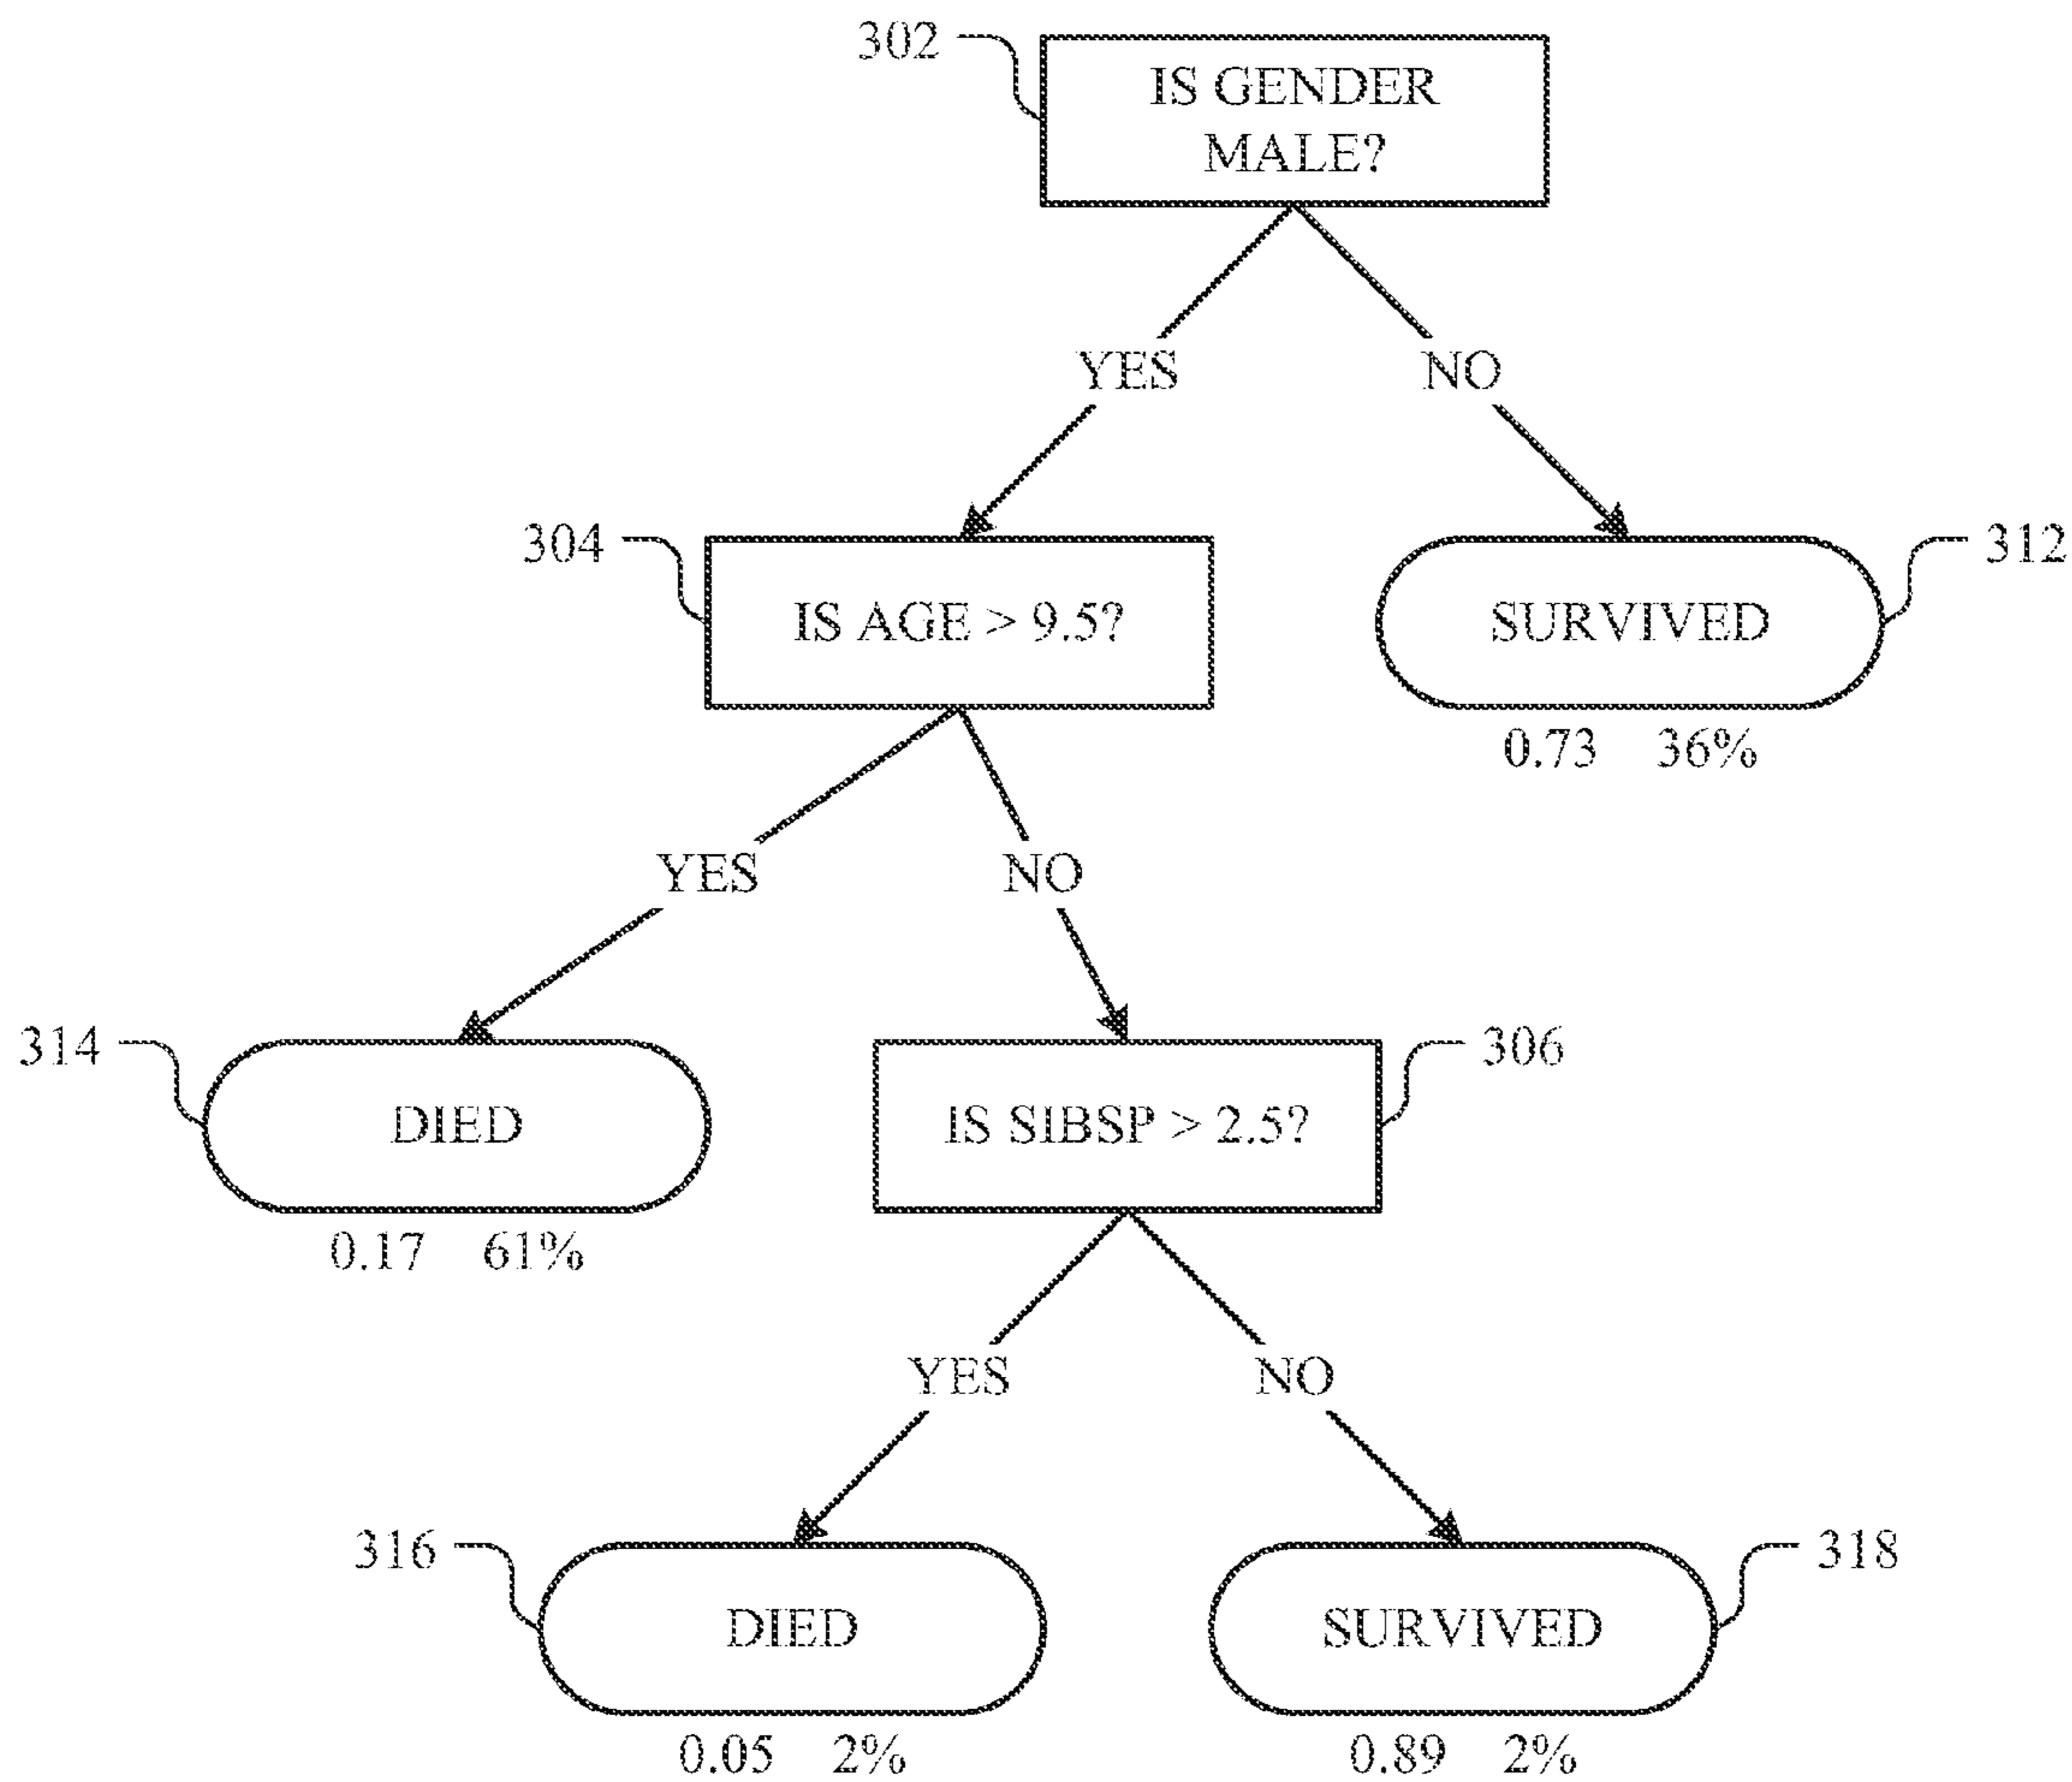 302
IS GENDER
MALE?
YES NO
304
IS AGE > 9.5?
SURVIVED
312
0.73 36%
YES NO
314
DIED
0.17 61%
IS SIBSP > 2.5?
306
YES NO
316
DIED
0.05 2%
SURVIVED
318
0.89 2%